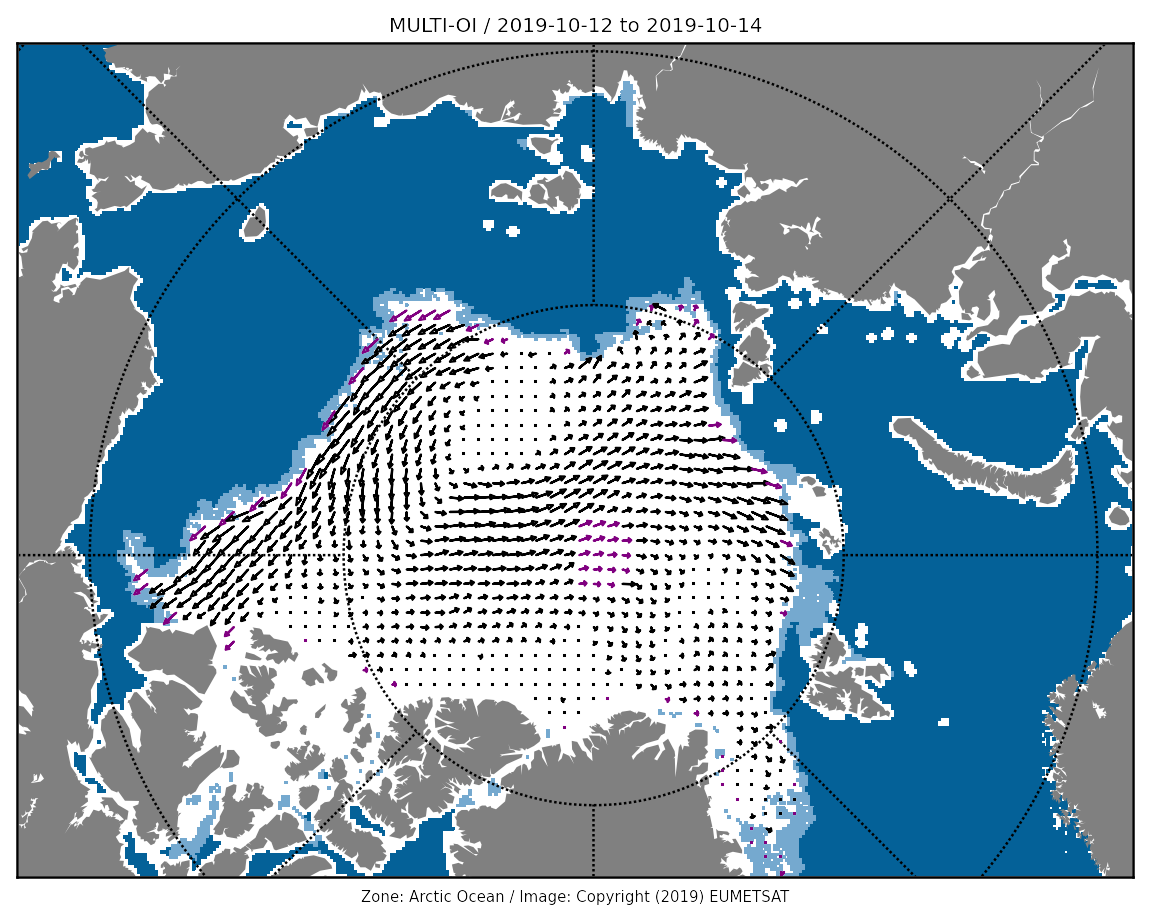 MULTI-OI / 2019-10-12 to 2019-10-14
Zone: Arctic Ocean / Image: Copyright (2019) EUMETSAT